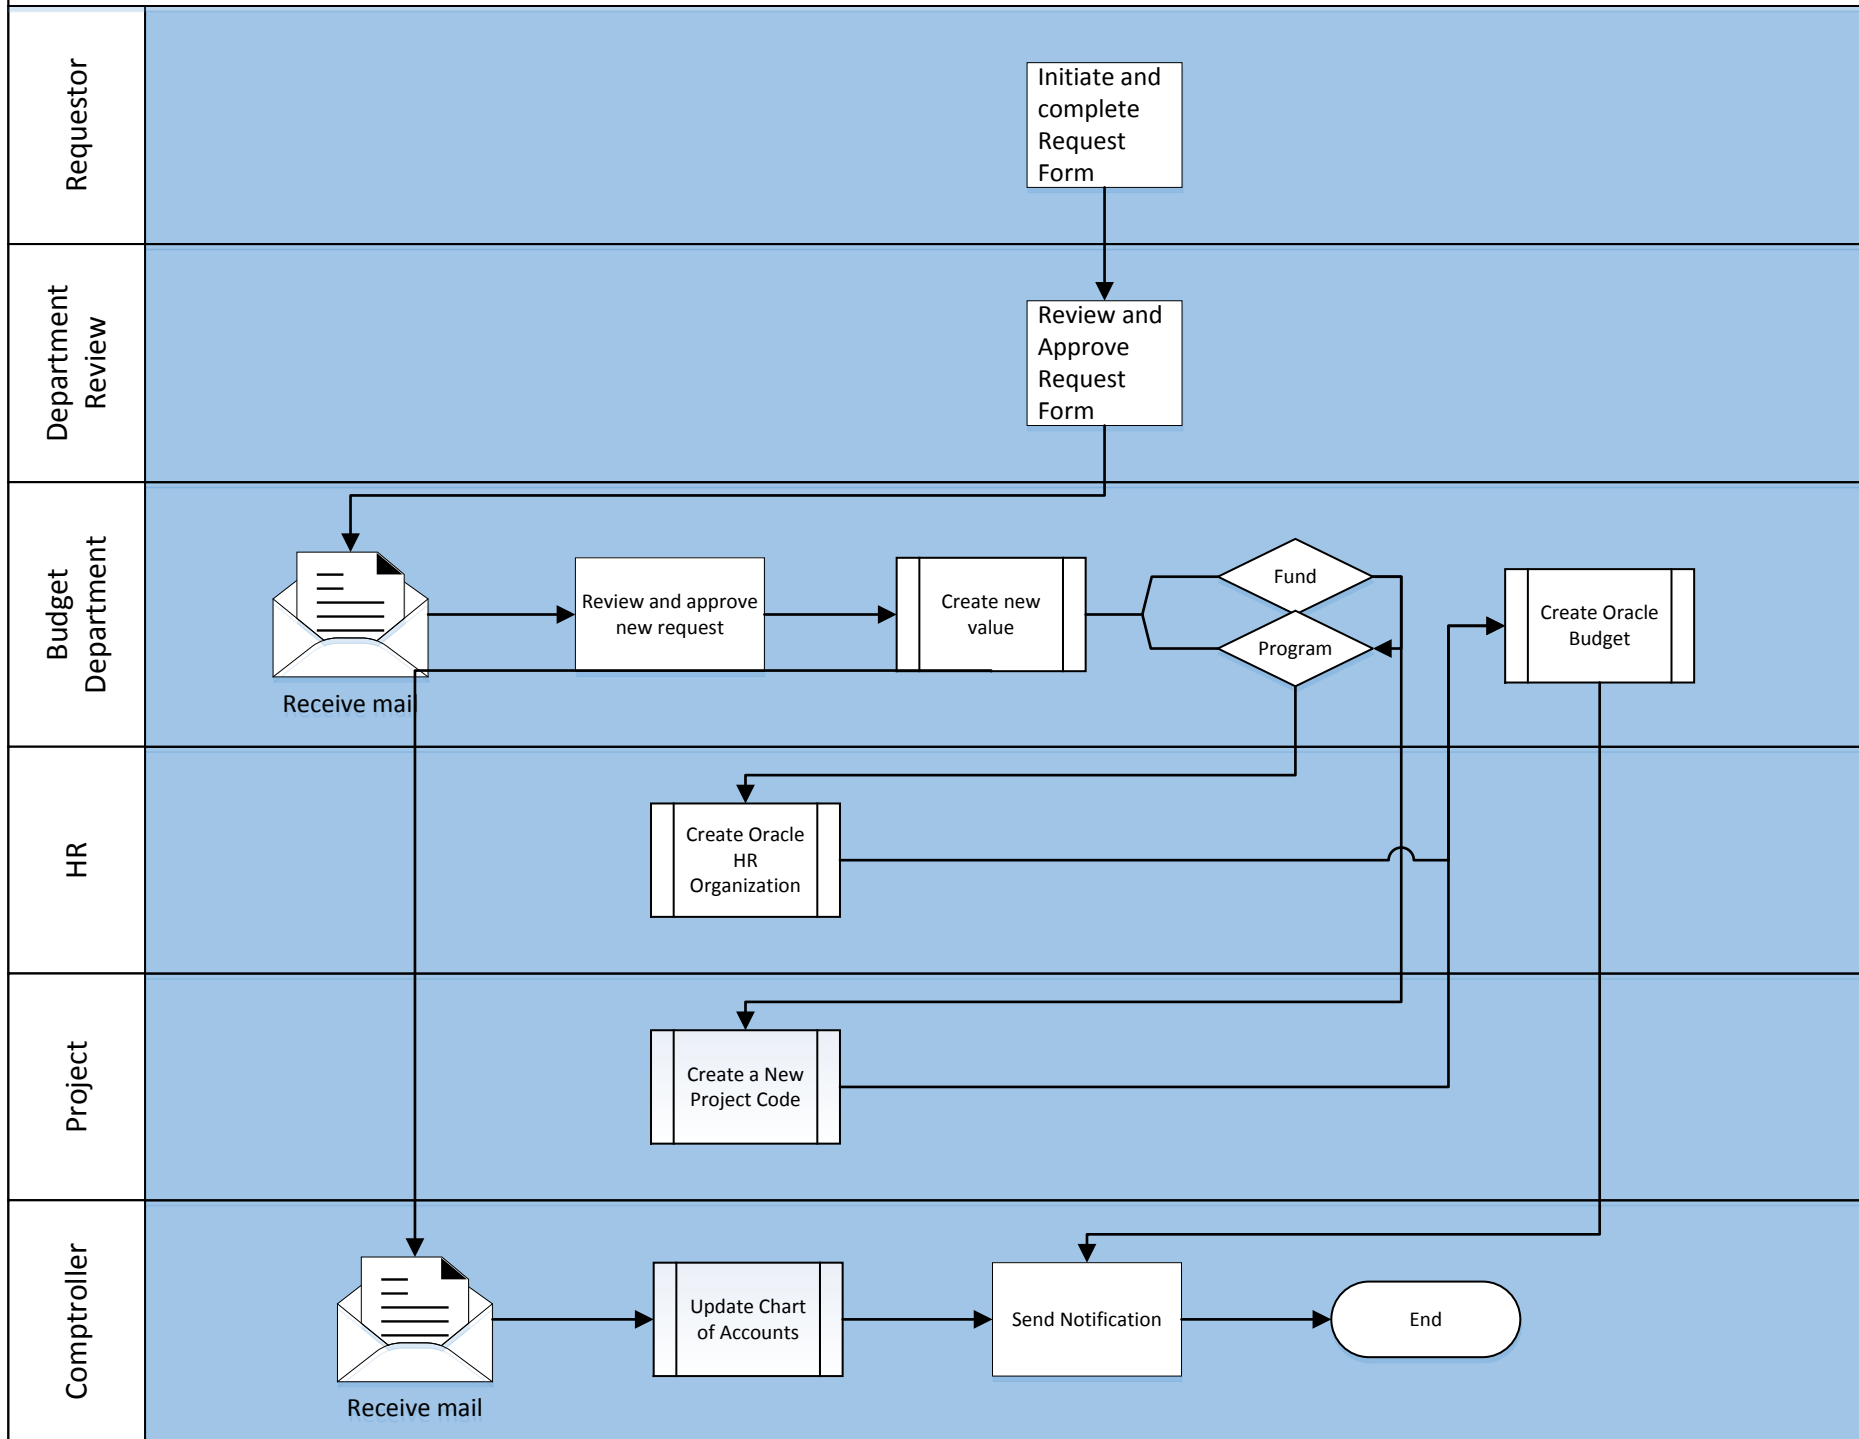 Requestor
Initiate and
complete
Request
Form
Department
Review
Review and
Approve
Request
Form
Budget
Department
Receive mail
Review and approve
new request
Create new
value
Fund
Program
Create Oracle
Budget
HR
Create Oracle
HR
Organization
Project
Create a New
Project Code
Comptroller
Receive mail
Update Chart
of Accounts
Send Notification
End